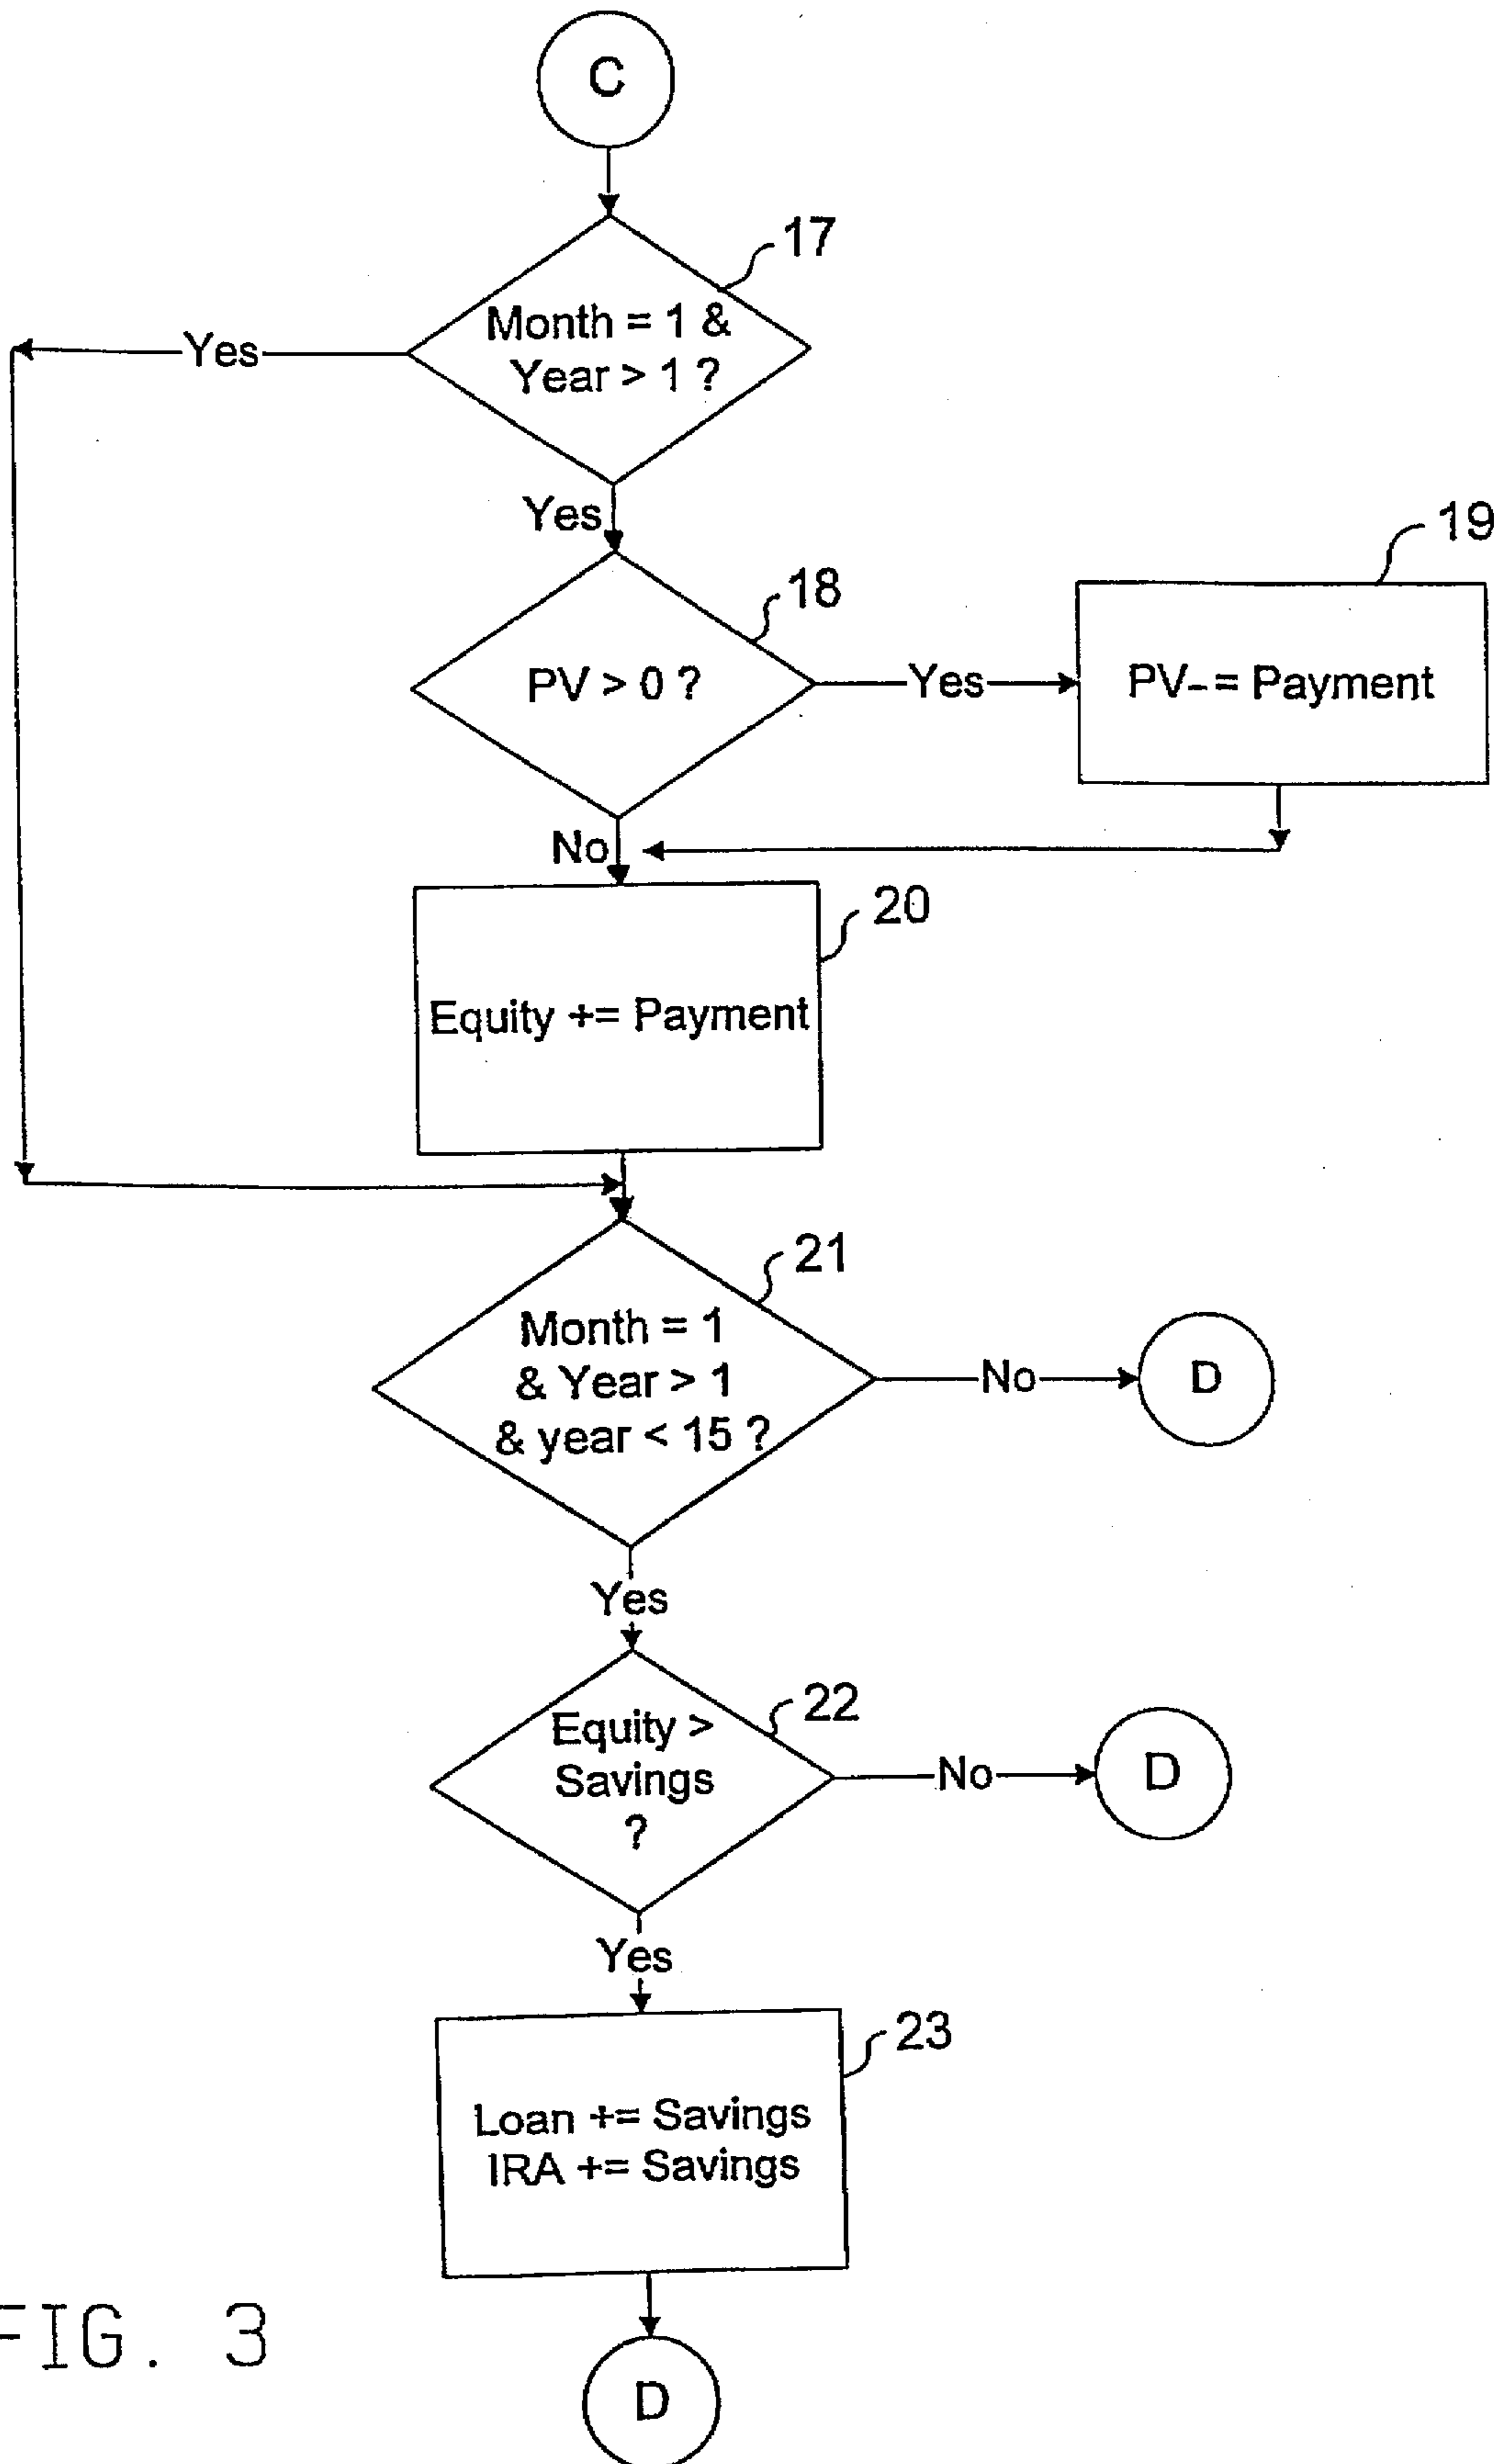 C
17
Month = 1 &
Year > 1 ?
Yes
Yes
18
PV > 0 ?
Yes
19
PV-= Payment
No
20
Equity += Payment
21
Month = 1
& Year > 1
& year < 15 ?
No
D
Yes
22
Equity >
Savings
?
No
D
Yes
23
Loan += Savings
IRA += Savings
D
FIG. 3